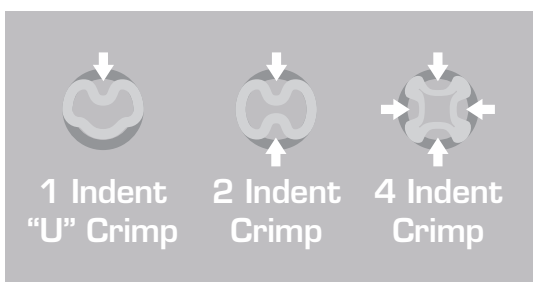 1 Indent
“U” Crimp
2 Indent
Crimp
4 Indent
Crimp